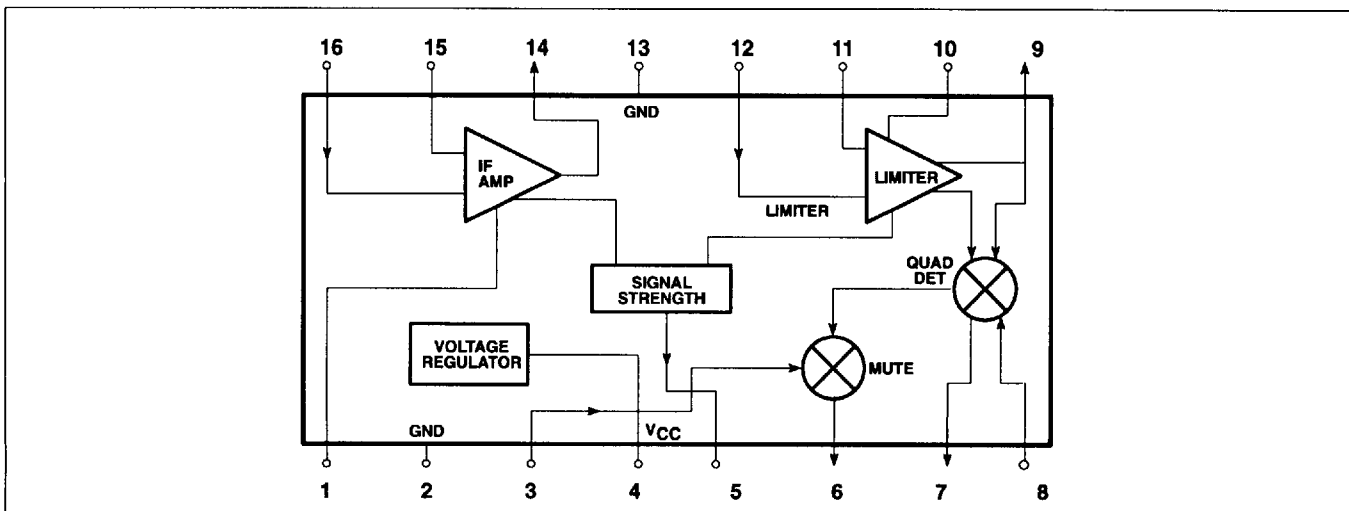 16 15 14 13 12 11 10 9
GND
IF
AMP
LIMITER
LIMITER
QUAD
DET
SIGNAL
STRENGTH
VOLTAGE
REGULATOR
MUTE
GND
VCC
1 2 3 4 5 6 7 8